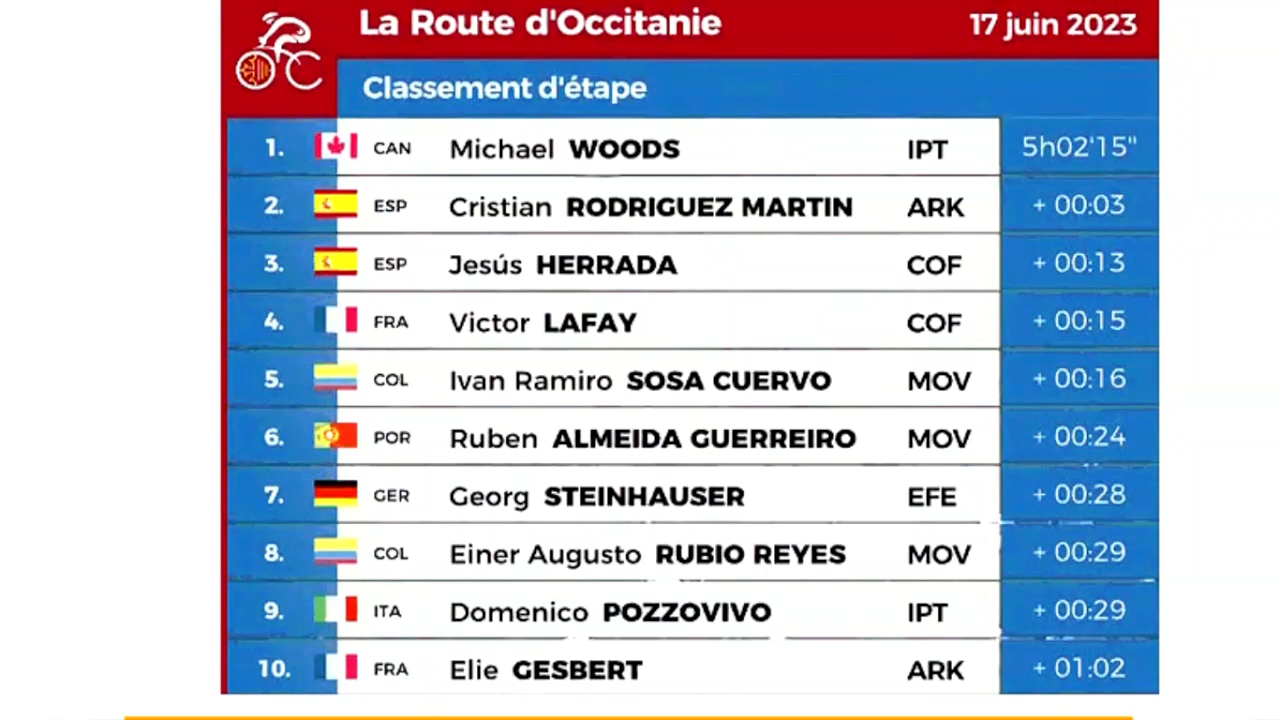 La Route d'Occitanie 17 juin 2023
Classement d'étape
1. CAN Michael WOODS IPT 5h02'15"
2. ESP Cristian RODRIGUEZ MARTIN ARK + 00:03
3. ESP Jesús HERRADA COF + 00:13
4. FRA Victor LAFAY COF + 00:15
5. COL Ivan Ramiro SOSA CUERVO MOV + 00:16
6. POR Ruben ALMEIDA GUERREIRO MOV + 00:24
7. GER Georg STEINHAUSER EFE + 00:28
8. COL Einer Augusto RUBIO REYES MOV + 00:29
9. ITA Domenico POZZOVIVO IPT + 00:29
10. FRA Elie GESBERT ARK + 01:02